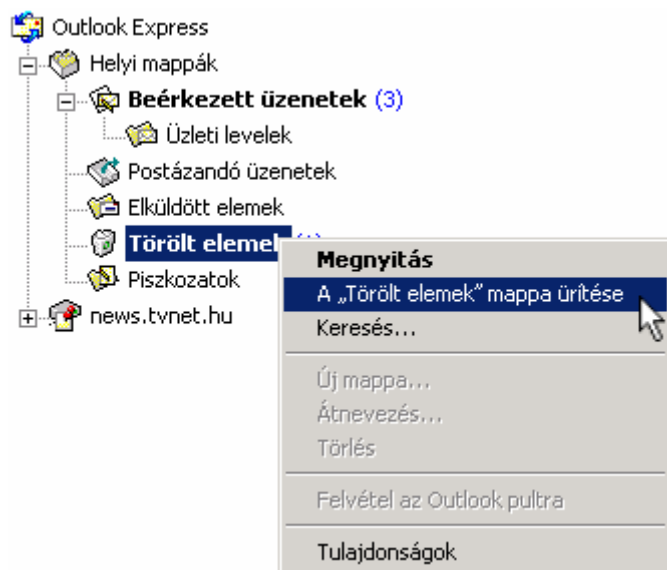 Outlook Express
Helyi mappák
Beérkezett üzenetek (3)
Üzleti levelek
Postázandó üzenetek
Elküldött elemek
Törölt elemek
Piszkozatok
news.tvnet.hu
Megnyitás
A „Törölt elemek” mappa ürítése
Keresés...
Új mappa...
Átnevezés...
Törlés
Felvétel az Outlook pultra
Tulajdonságok